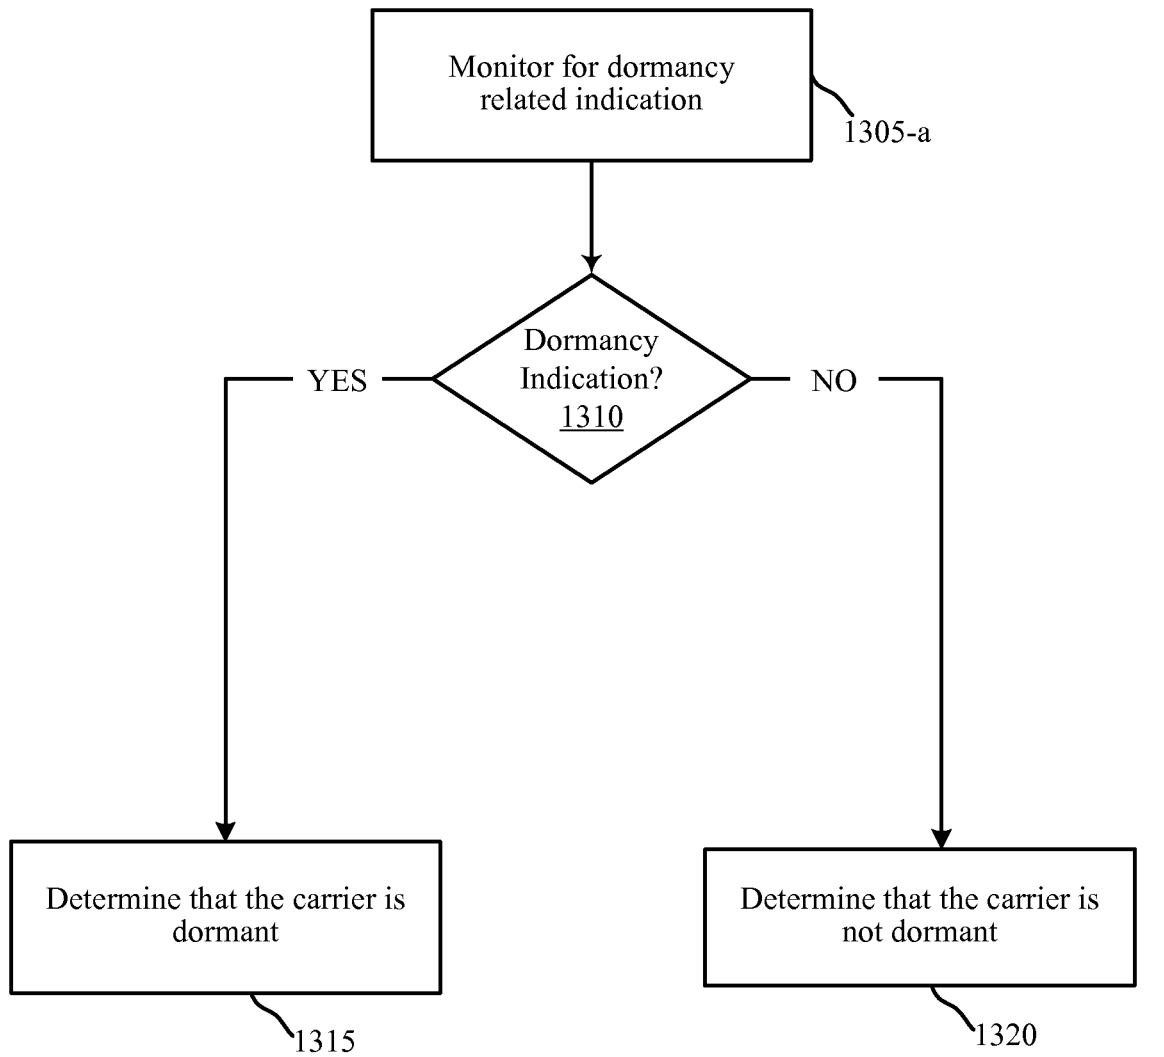 Monitor for dormancy
related indication
1305-a
Dormancy
Indication?
1310
YES
NO
Determine that the carrier is
dormant
1315
Determine that the carrier is
not dormant
1320